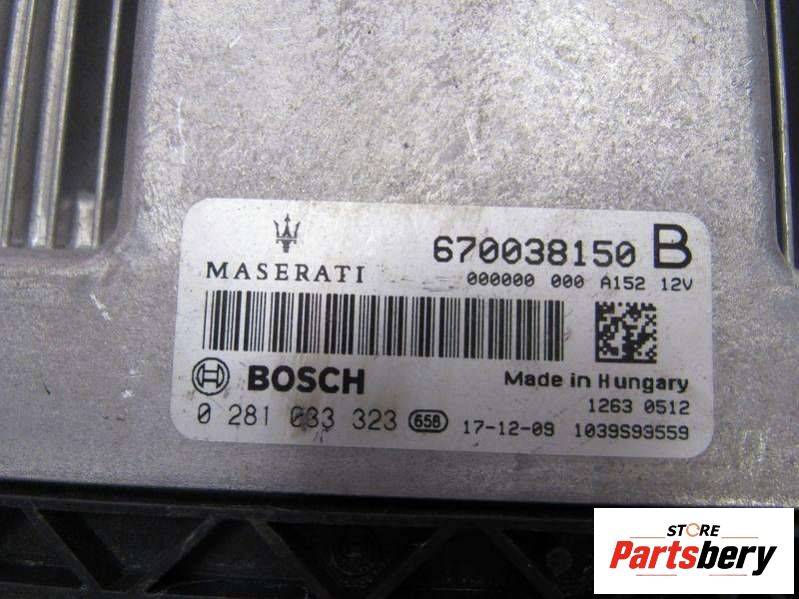 670038150 B
MASERATI
000000 000 A152 12V
BOSCH
Made in Hungary
1263 0512
0 281 033 323 658 17-12-09 1039S99559
STORE
Partsbery